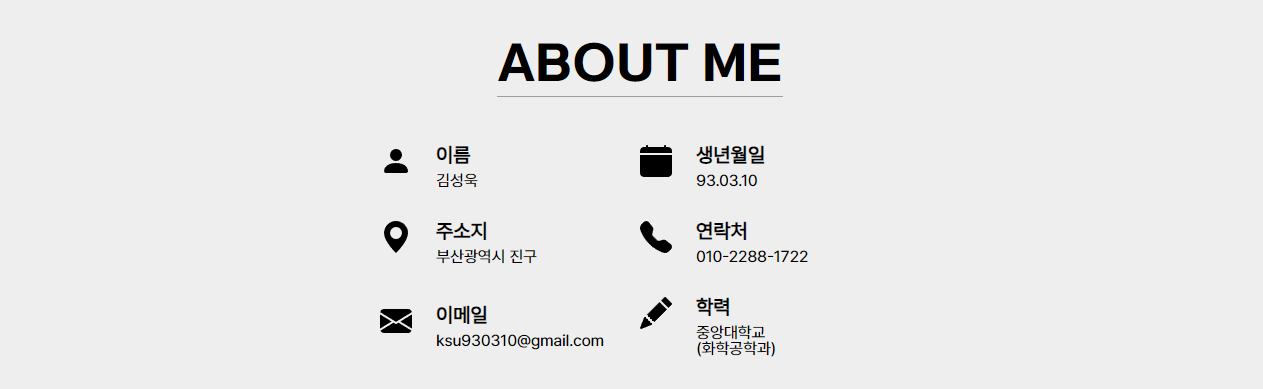 ABOUT ME
이름
김성욱
생년월일
93.03.10
주소지
부산광역시 진구
연락처
010-2288-1722
이메일
ksu930310@gmail.com
학력
중앙대학교
(화학공학과)